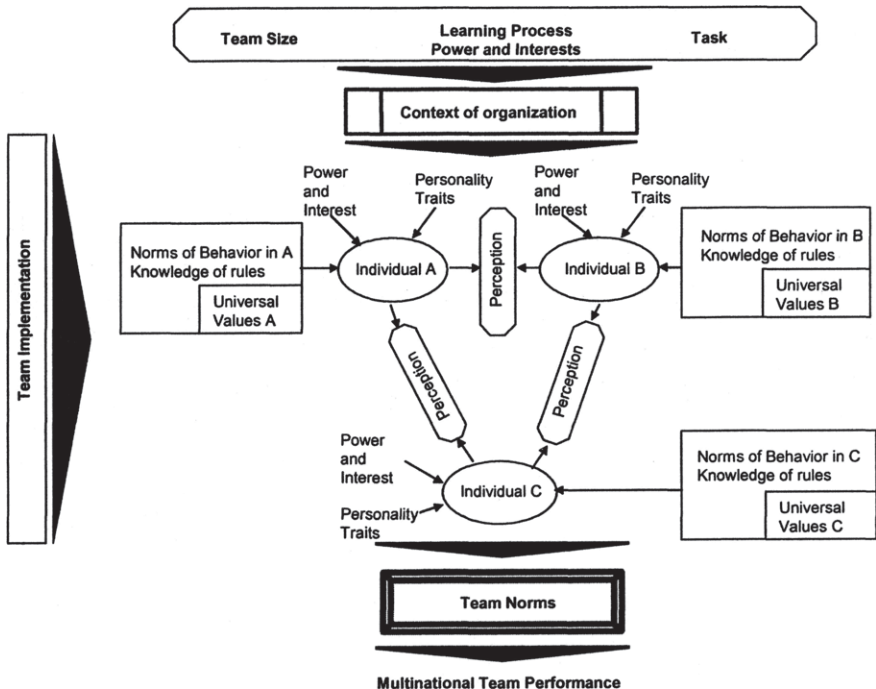 Team Size
Learning Process
Power and Interests
Task
Context of organization
Team Implementation
Power
and
Interest
Personality
Traits
Power
and
Interest
Personality
Traits
Norms of Behavior in A
Knowledge of rules
Universal
Values A
Individual A
Perception
Individual B
Norms of Behavior in B
Knowledge of rules
Universal
Values B
Perception
Perception
Power
and
Interest
Personality
Traits
Individual C
Norms of Behavior in C
Knowledge of rules
Universal
Values C
Team Norms
Multinational Team Performance